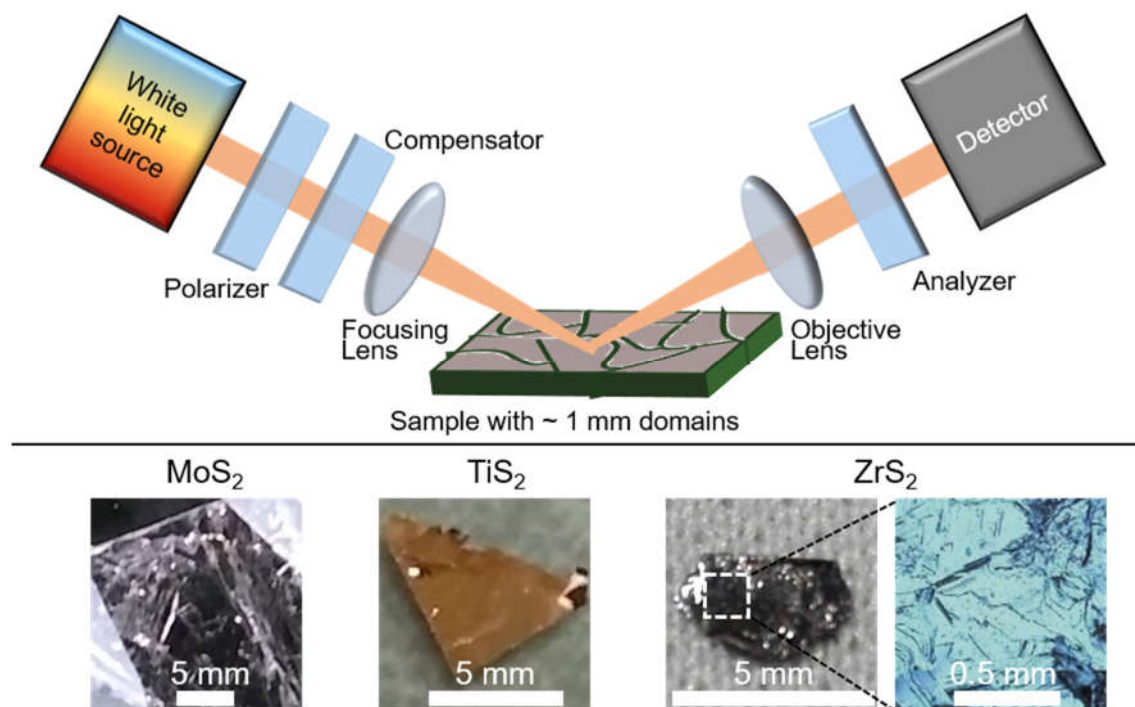 White
light
source
Compensator
Detector
Polarizer
Focusing
Lens
Objective
Lens
Analyzer
Sample with ~ 1 mm domains
MoS₂
TiS₂
ZrS₂
5 mm
5 mm
5 mm
0.5 mm